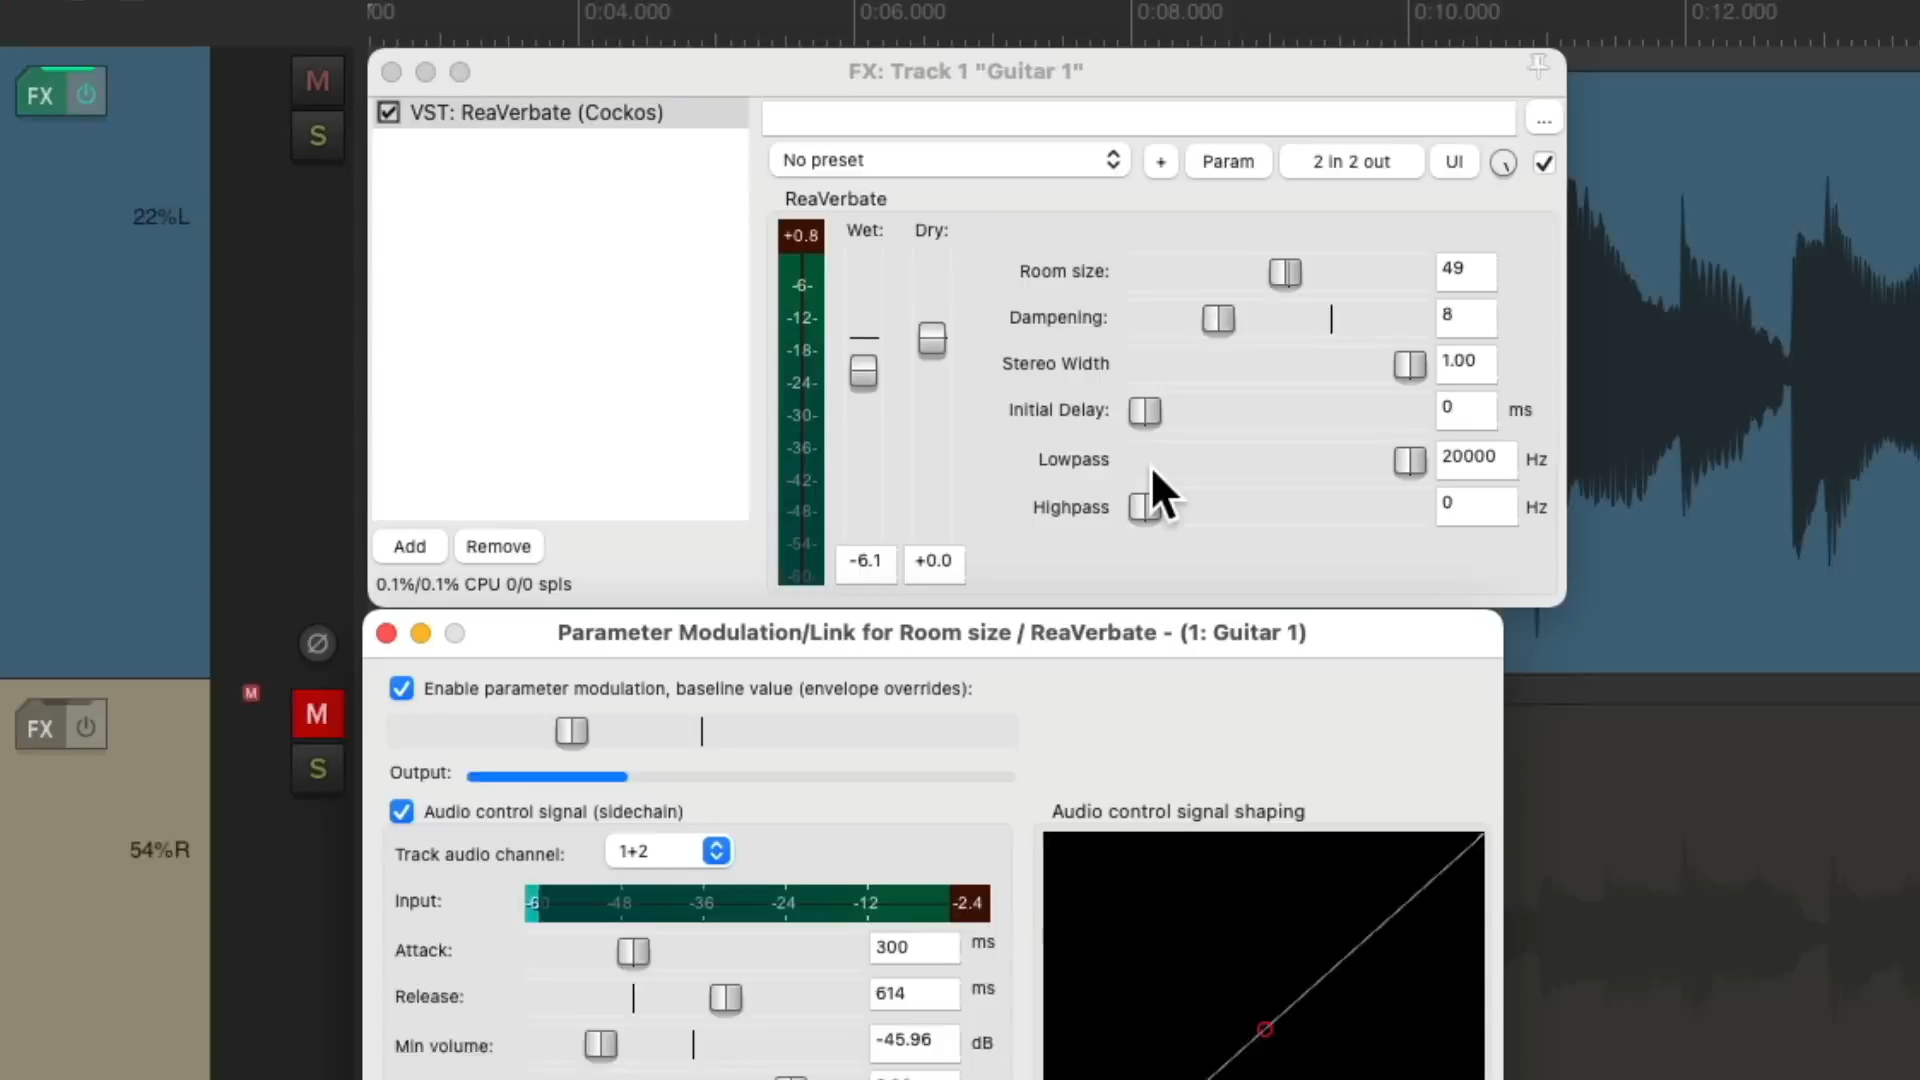 00 0:04.000 0:06.000 0:08.000 0:10.000 0:12.000
FX: Track 1 "Guitar 1"
FX
M
S
VST: ReaVerbate (Cockos)
...
No preset
+
Param
2 in 2 out
UI
ReaVerbate
22%L
+0.8
Wet: Dry:
Room size: 49
-6-
Dampening: 8
-12-
-18-
Stereo Width 1.00
-24-
Initial Delay: 0 ms
-30-
-36-
Lowpass 20000 Hz
-42-
-48-
Highpass 0 Hz
-54-
-60-
-6.1 +0.0
Add Remove
0.1%/0.1% CPU 0/0 spls
Parameter Modulation/Link for Room size / ReaVerbate - (1: Guitar 1)
Enable parameter modulation, baseline value (envelope overrides):
M
FX
M
S
Output:
Audio control signal (sidechain)
Audio control signal shaping
54%R
Track audio channel: 1+2
Input: -60 -48 -36 -24 -12 -2.4
Attack: 300 ms
Release: 614 ms
Min volume: -45.96 dB